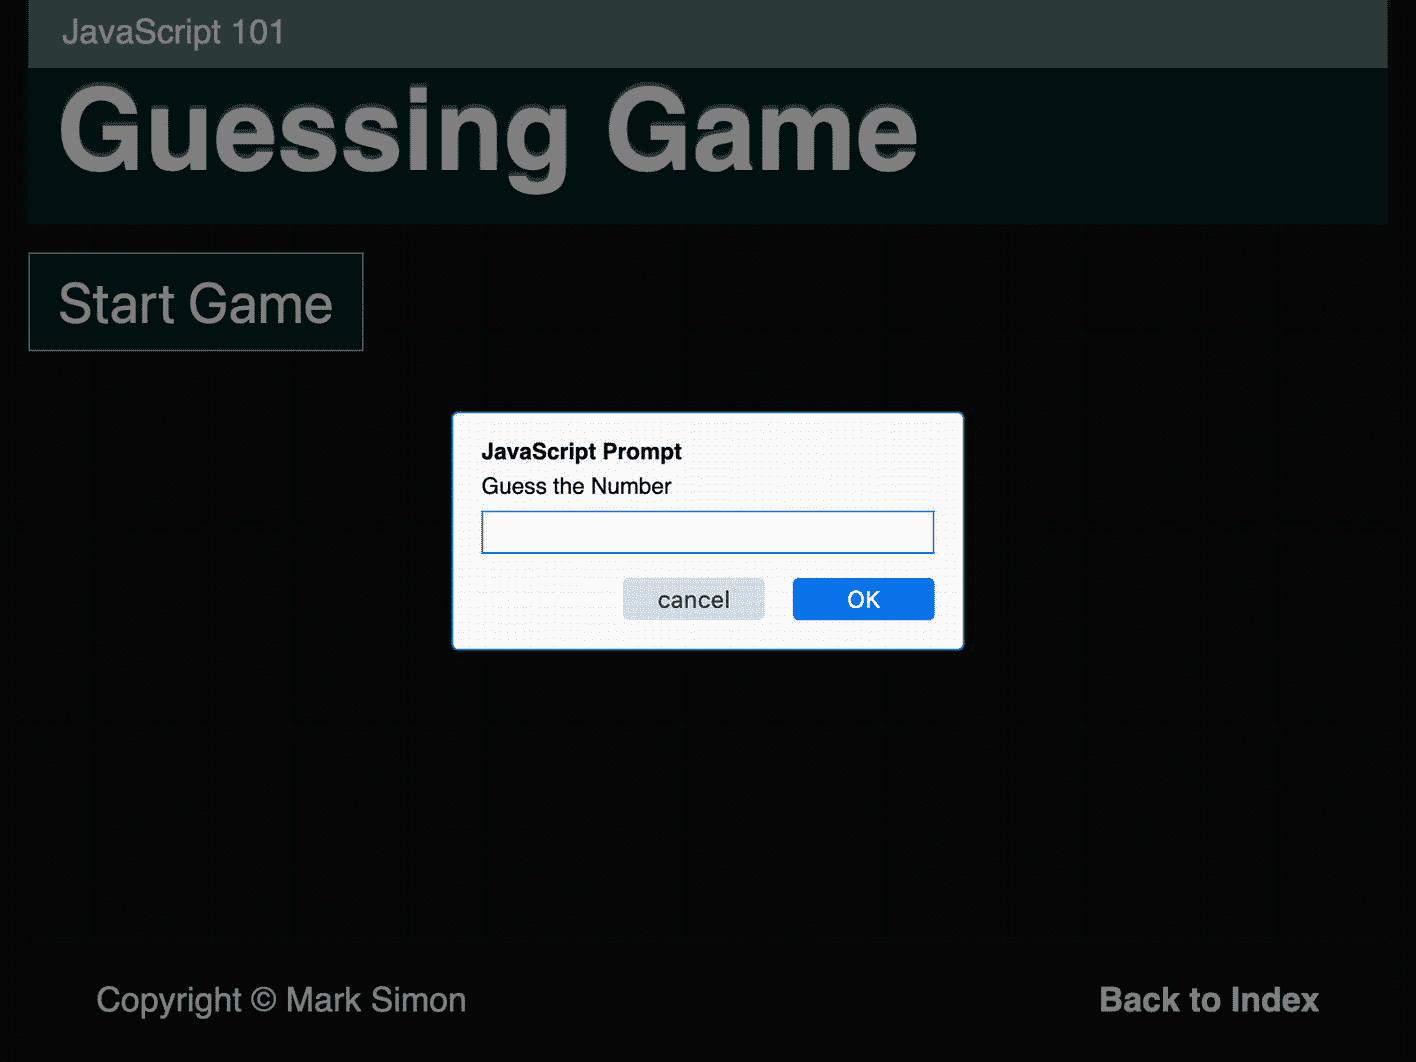 JavaScript 101
Guessing Game
Start Game
JavaScript Prompt
Guess the Number
cancel OK
Copyright © Mark Simon Back to Index